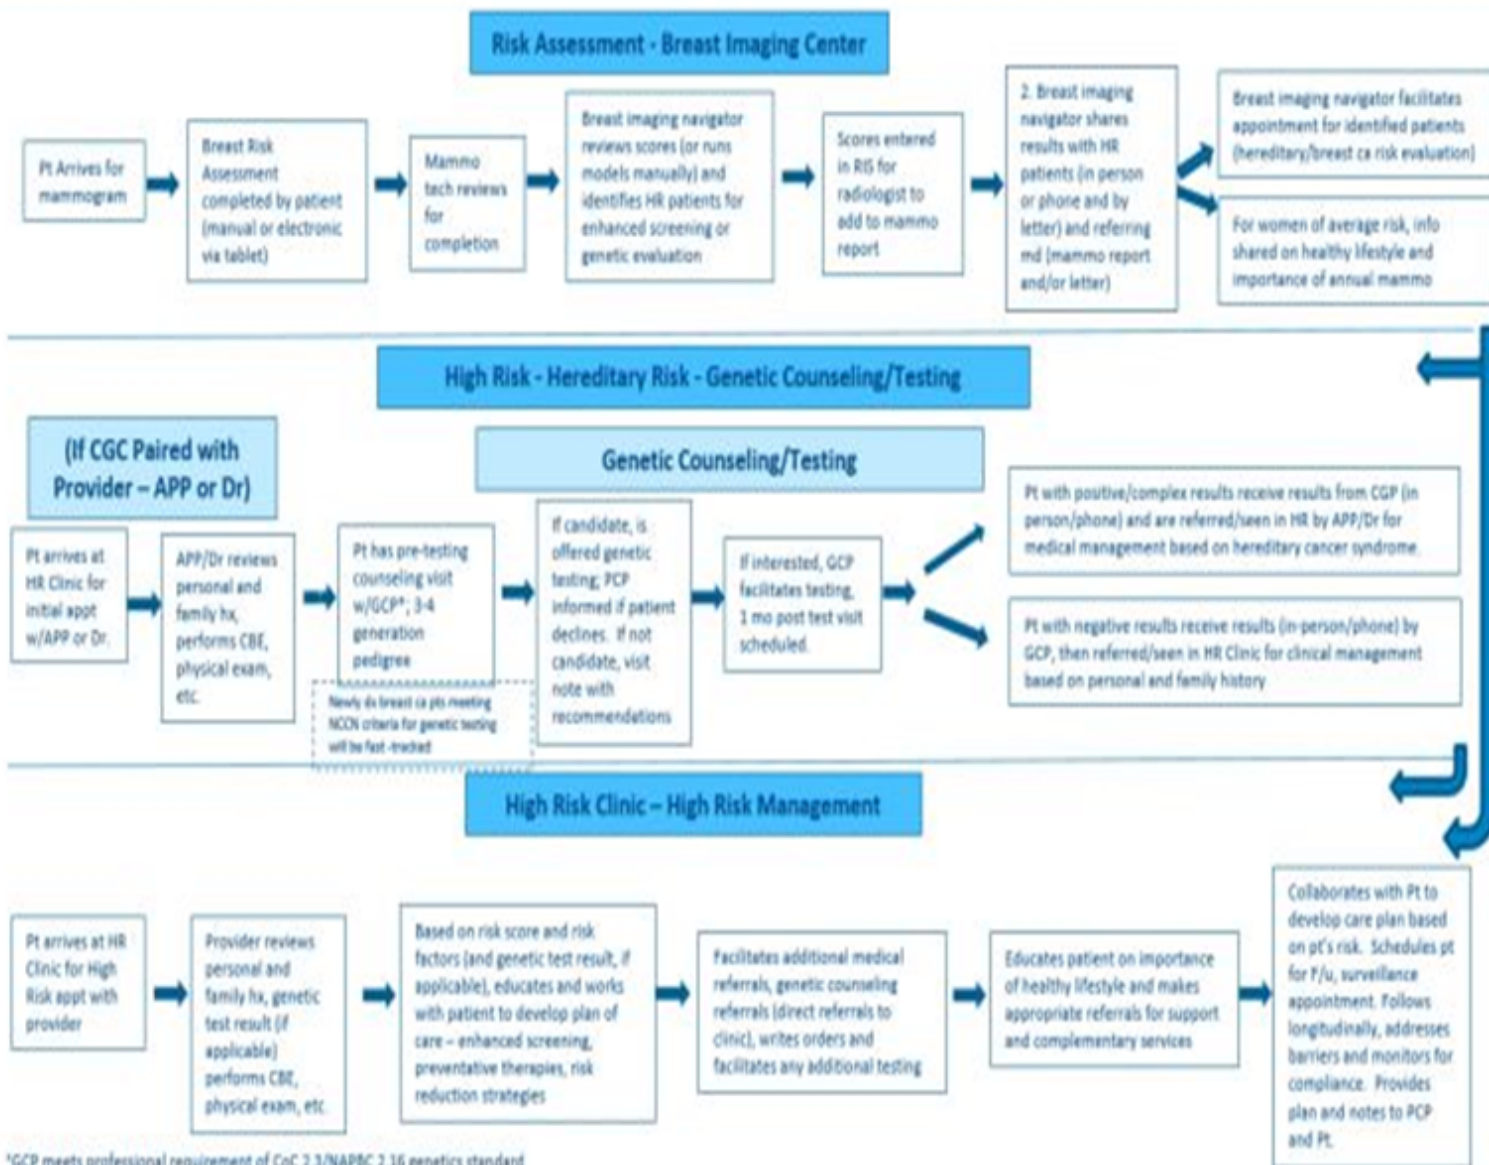 Risk Assessment - Breast Imaging Center
Pt Arrives for
mammogram
Breast Risk
Assessment
completed by patient
(manual or electronic
via tablet)
Mammo
tech reviews
for
completion
Breast imaging navigator
reviews scores (or runs
models manually) and
identifies HR patients for
enhanced screening or
genetic evaluation
Scores entered
in RIS for
radiologist to
add to mammo
report
2. Breast imaging
navigator shares
results with HR
patients (in person
or phone and by
letter) and referring
md (mammo report
and/or letter)
Breast imaging navigator facilitates
appointment for identified patients
(hereditary/breast ca risk evaluation)
For women of average risk, info
shared on healthy lifestyle and
importance of annual mammo
High Risk - Hereditary Risk - Genetic Counseling/Testing
(If CGC Paired with
Provider – APP or Dr)
Genetic Counseling/Testing
Pt arrives at
HR Clinic for
initial appt
w/APP or Dr.
APP/Dr reviews
personal and
family hx,
performs CBE,
physical exam,
etc.
Pt has pre-testing
counseling visit
w/GCP*; 3-4
generation
pedigree
Newly dx breast ca pts meeting
NCCN criteria for genetic testing
will be fast -tracked
If candidate, is
offered genetic
testing; PCP
informed if patient
declines. If not
candidate, visit
note with
recommendations
If interested, GCP
facilitates testing,
1 mo post test visit
scheduled.
Pt with positive/complex results receive results from CGP (in
person/phone) and are referred/seen in HR by APP/Dr for
medical management based on hereditary cancer syndrome.
Pt with negative results receive results (in-person/phone) by
GCP, then referred/seen in HR Clinic for clinical management
based on personal and family history
High Risk Clinic – High Risk Management
Pt arrives at HR
Clinic for High
Risk appt with
provider
Provider reviews
personal and
family hx, genetic
test result (if
applicable)
performs CBE,
physical exam, etc.
Based on risk score and risk
factors (and genetic test result, if
applicable), educates and works
with patient to develop plan of
care – enhanced screening,
preventative therapies, risk
reduction strategies
Facilitates additional medical
referrals, genetic counseling
referrals (direct referrals to
clinic), writes orders and
facilitates any additional testing
Educates patient on importance
of healthy lifestyle and makes
appropriate referrals for support
and complementary services
Collaborates with Pt to
develop care plan based
on pt's risk. Schedules pt
for F/u, surveillance
appointment. Follows
longitudinally, addresses
barriers and monitors for
compliance. Provides
plan and notes to PCP
and Pt.
*GCP meets professional requirement of CoC 2.3/NAPBC 2.16 genetics standard